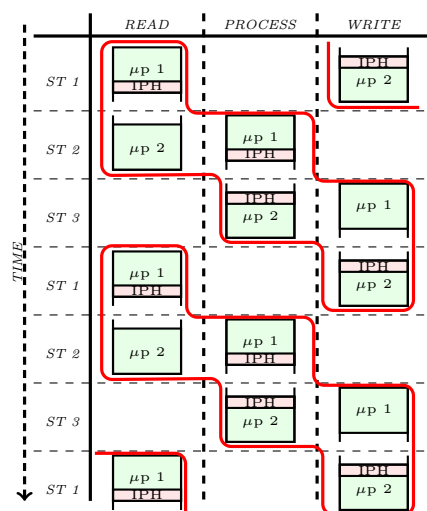 READ PROCESS WRITE
ST 1 μp 1 IPH
IPH μp 2
ST 2 μp 2 μp 1 IPH
ST 3 IPH μp 2 μp 1
TIME
ST 1 μp 1 IPH IPH μp 2
ST 2 μp 2 μp 1 IPH
ST 3 IPH μp 2 μp 1
ST 1 μp 1 IPH IPH μp 2